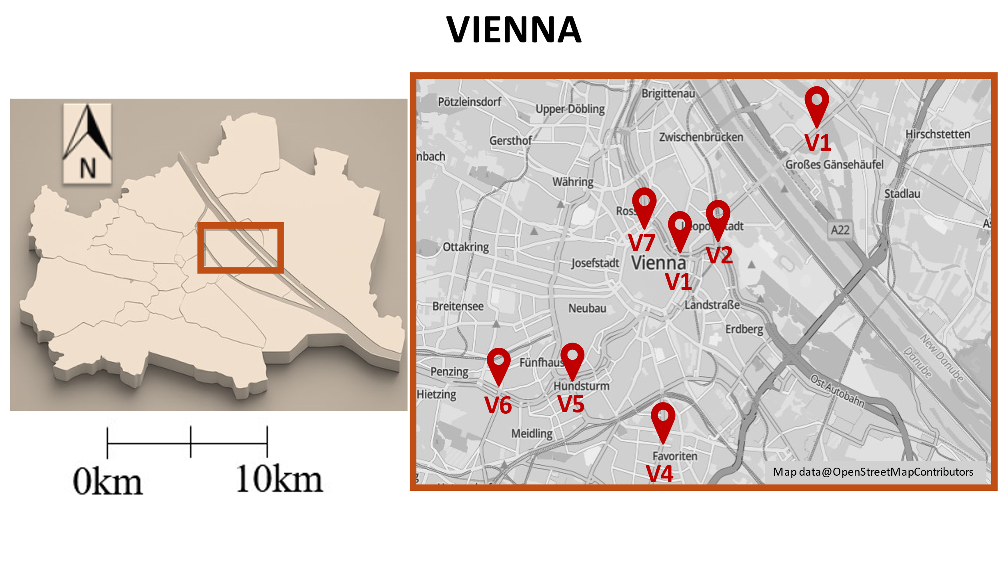 VIENNA
N
0km
10km
Brigittenau
Pötzleinsdorf
Upper Döbling
Hirschstetten
Zwischenbrücken
Gersthof
V1
nbach
Großes Gänsehäufel
Währing
Stadlau
Ross
Leopoldstadt
A22
V7
Ottakring
V2
Josefstadt
Vienna
V1
Landstraße
Breitensee
Neubau
Erdberg
New Danube
Danube
Fünfhaus
Penzing
Hundsturm
Ost Autobahn
Hietzing
V6
V5
Meidling
Favoriten
V4
Map data@OpenStreetMapContributors